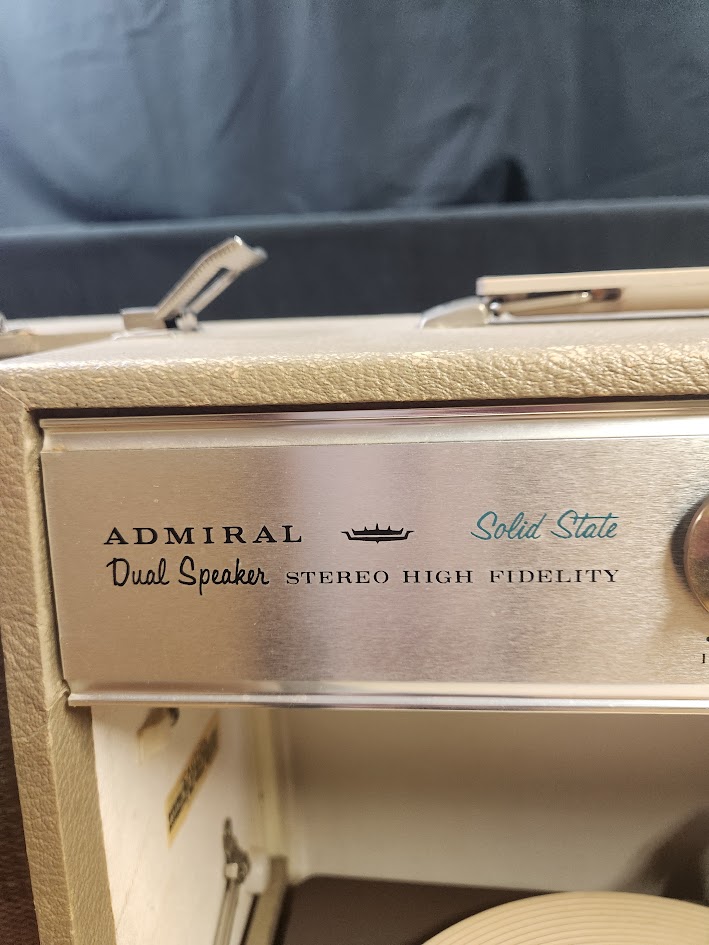 ADMIRAL Solid State
Dual Speaker STEREO HIGH FIDELITY